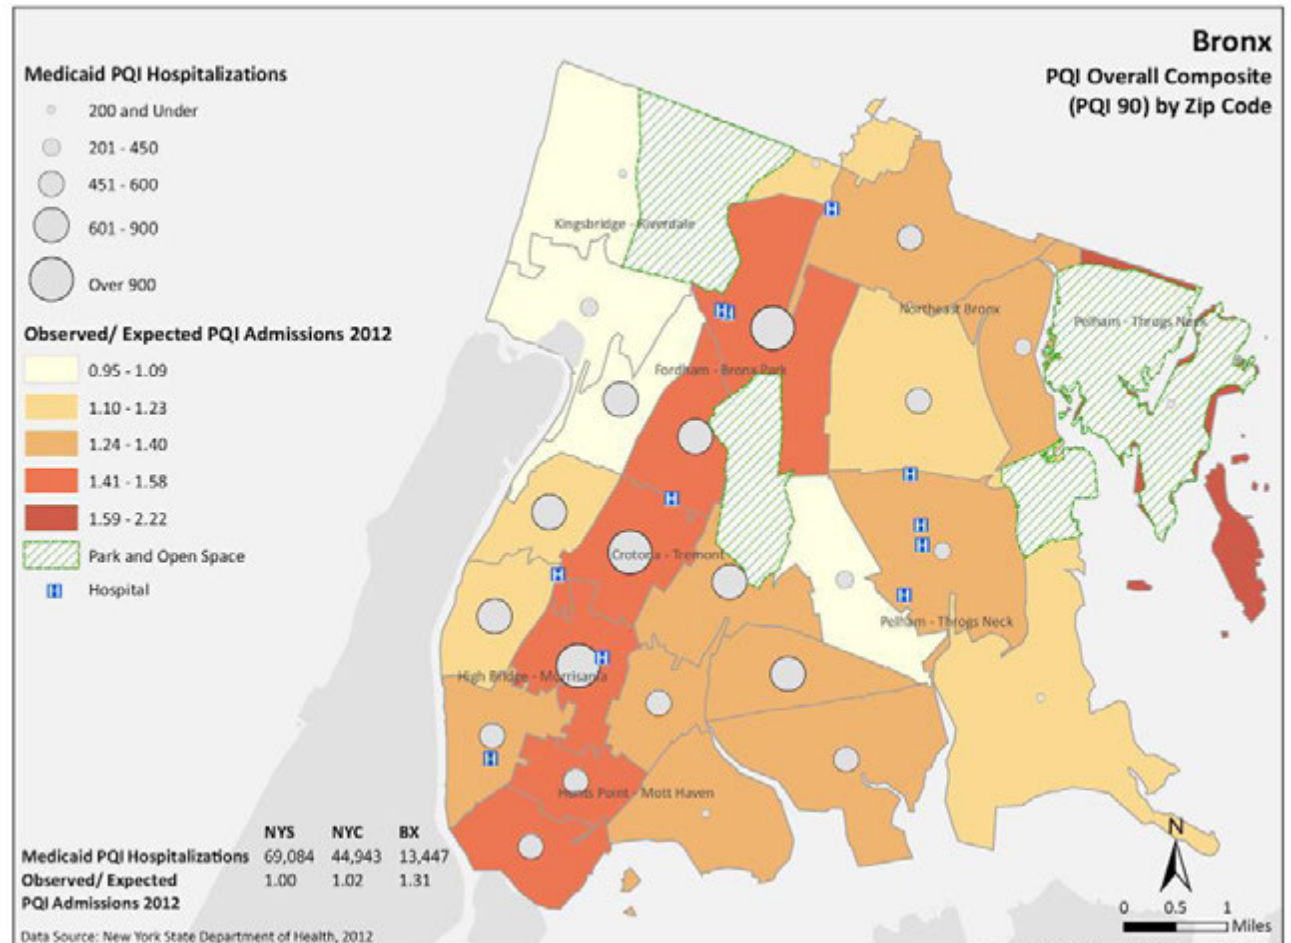 Bronx
PQI Overall Composite
(PQI 90) by Zip Code
Medicaid PQI Hospitalizations
200 and Under
201 - 450
451 - 600
601 - 900
Over 900
Observed/ Expected PQI Admissions 2012
0.95 - 1.09
1.10 - 1.23
1.24 - 1.40
1.41 - 1.58
1.59 - 2.22
Park and Open Space
H Hospital
Kingsbridge - Riverdale
H
Northeast Bronx
Pelham - Throgs Neck
H H
Fordham - Bronx Park
H
H
H
Crotona - Tremont
H
H
H
Pelham - Throgs Neck
H
High Bridge - Morrisania
H
Hunts Point - Mott Haven
NYS NYC BX
Medicaid PQI Hospitalizations 69,084 44,943 13,447
Observed/ Expected 1.00 1.02 1.31
PQI Admissions 2012
Data Source: New York State Department of Health, 2012
N
0 0.5 1
Miles